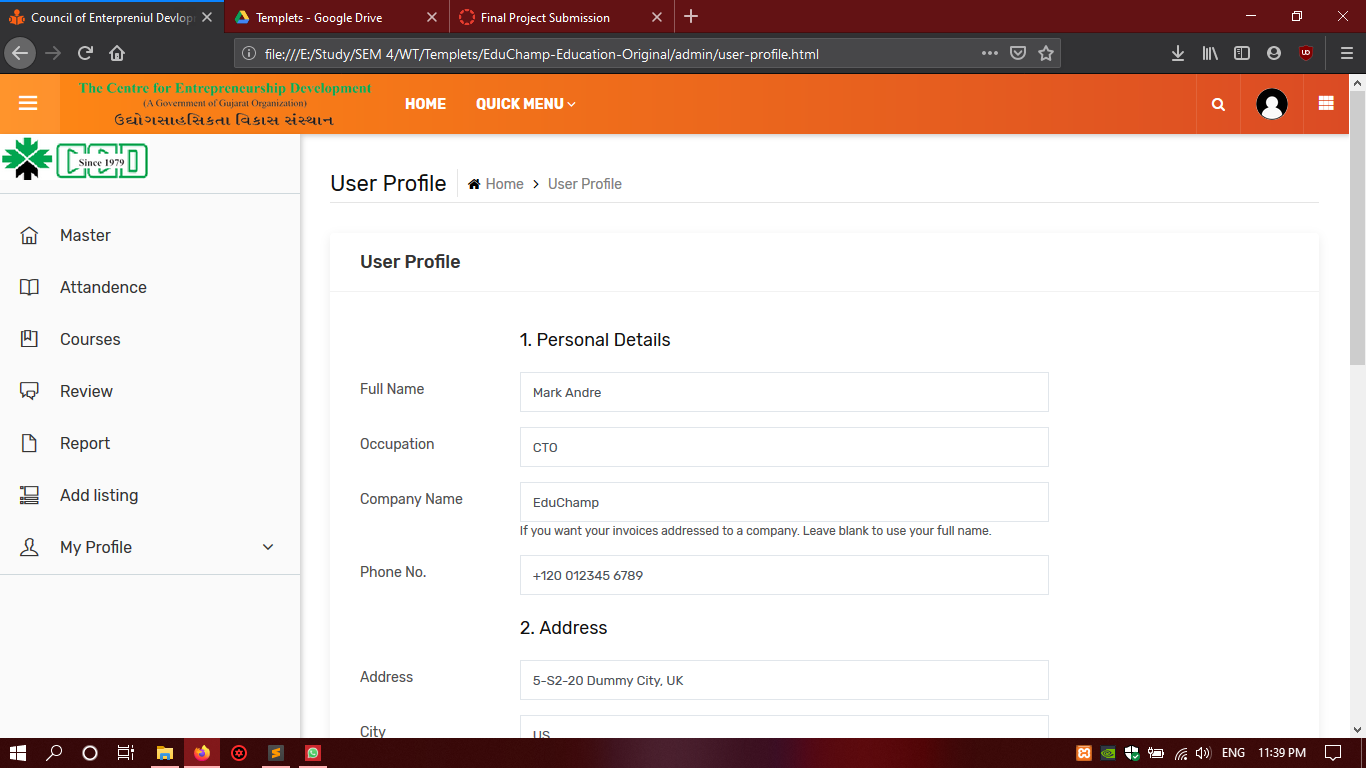 Council of Enterpreniul Devlop
Templets - Google Drive
Final Project Submission
file:///E:/Study/SEM 4/WT/Templets/EduChamp-Education-Original/admin/user-profile.html
The Centre for Entrepreneurship Development
(A Government of Gujarat Organization)
ઉદ્યોગસાહસિકતા વિકાસ સંસ્થાન
HOME
QUICK MENU
CED
Since 1979
User Profile
Home > User Profile
Master
Attandence
Courses
Review
Report
Add listing
My Profile
User Profile
1. Personal Details
Full Name
Mark Andre
Occupation
CTO
Company Name
EduChamp
If you want your invoices addressed to a company. Leave blank to use your full name.
Phone No.
+120 012345 6789
2. Address
Address
5-S2-20 Dummy City, UK
City
US
ENG
11:39 PM